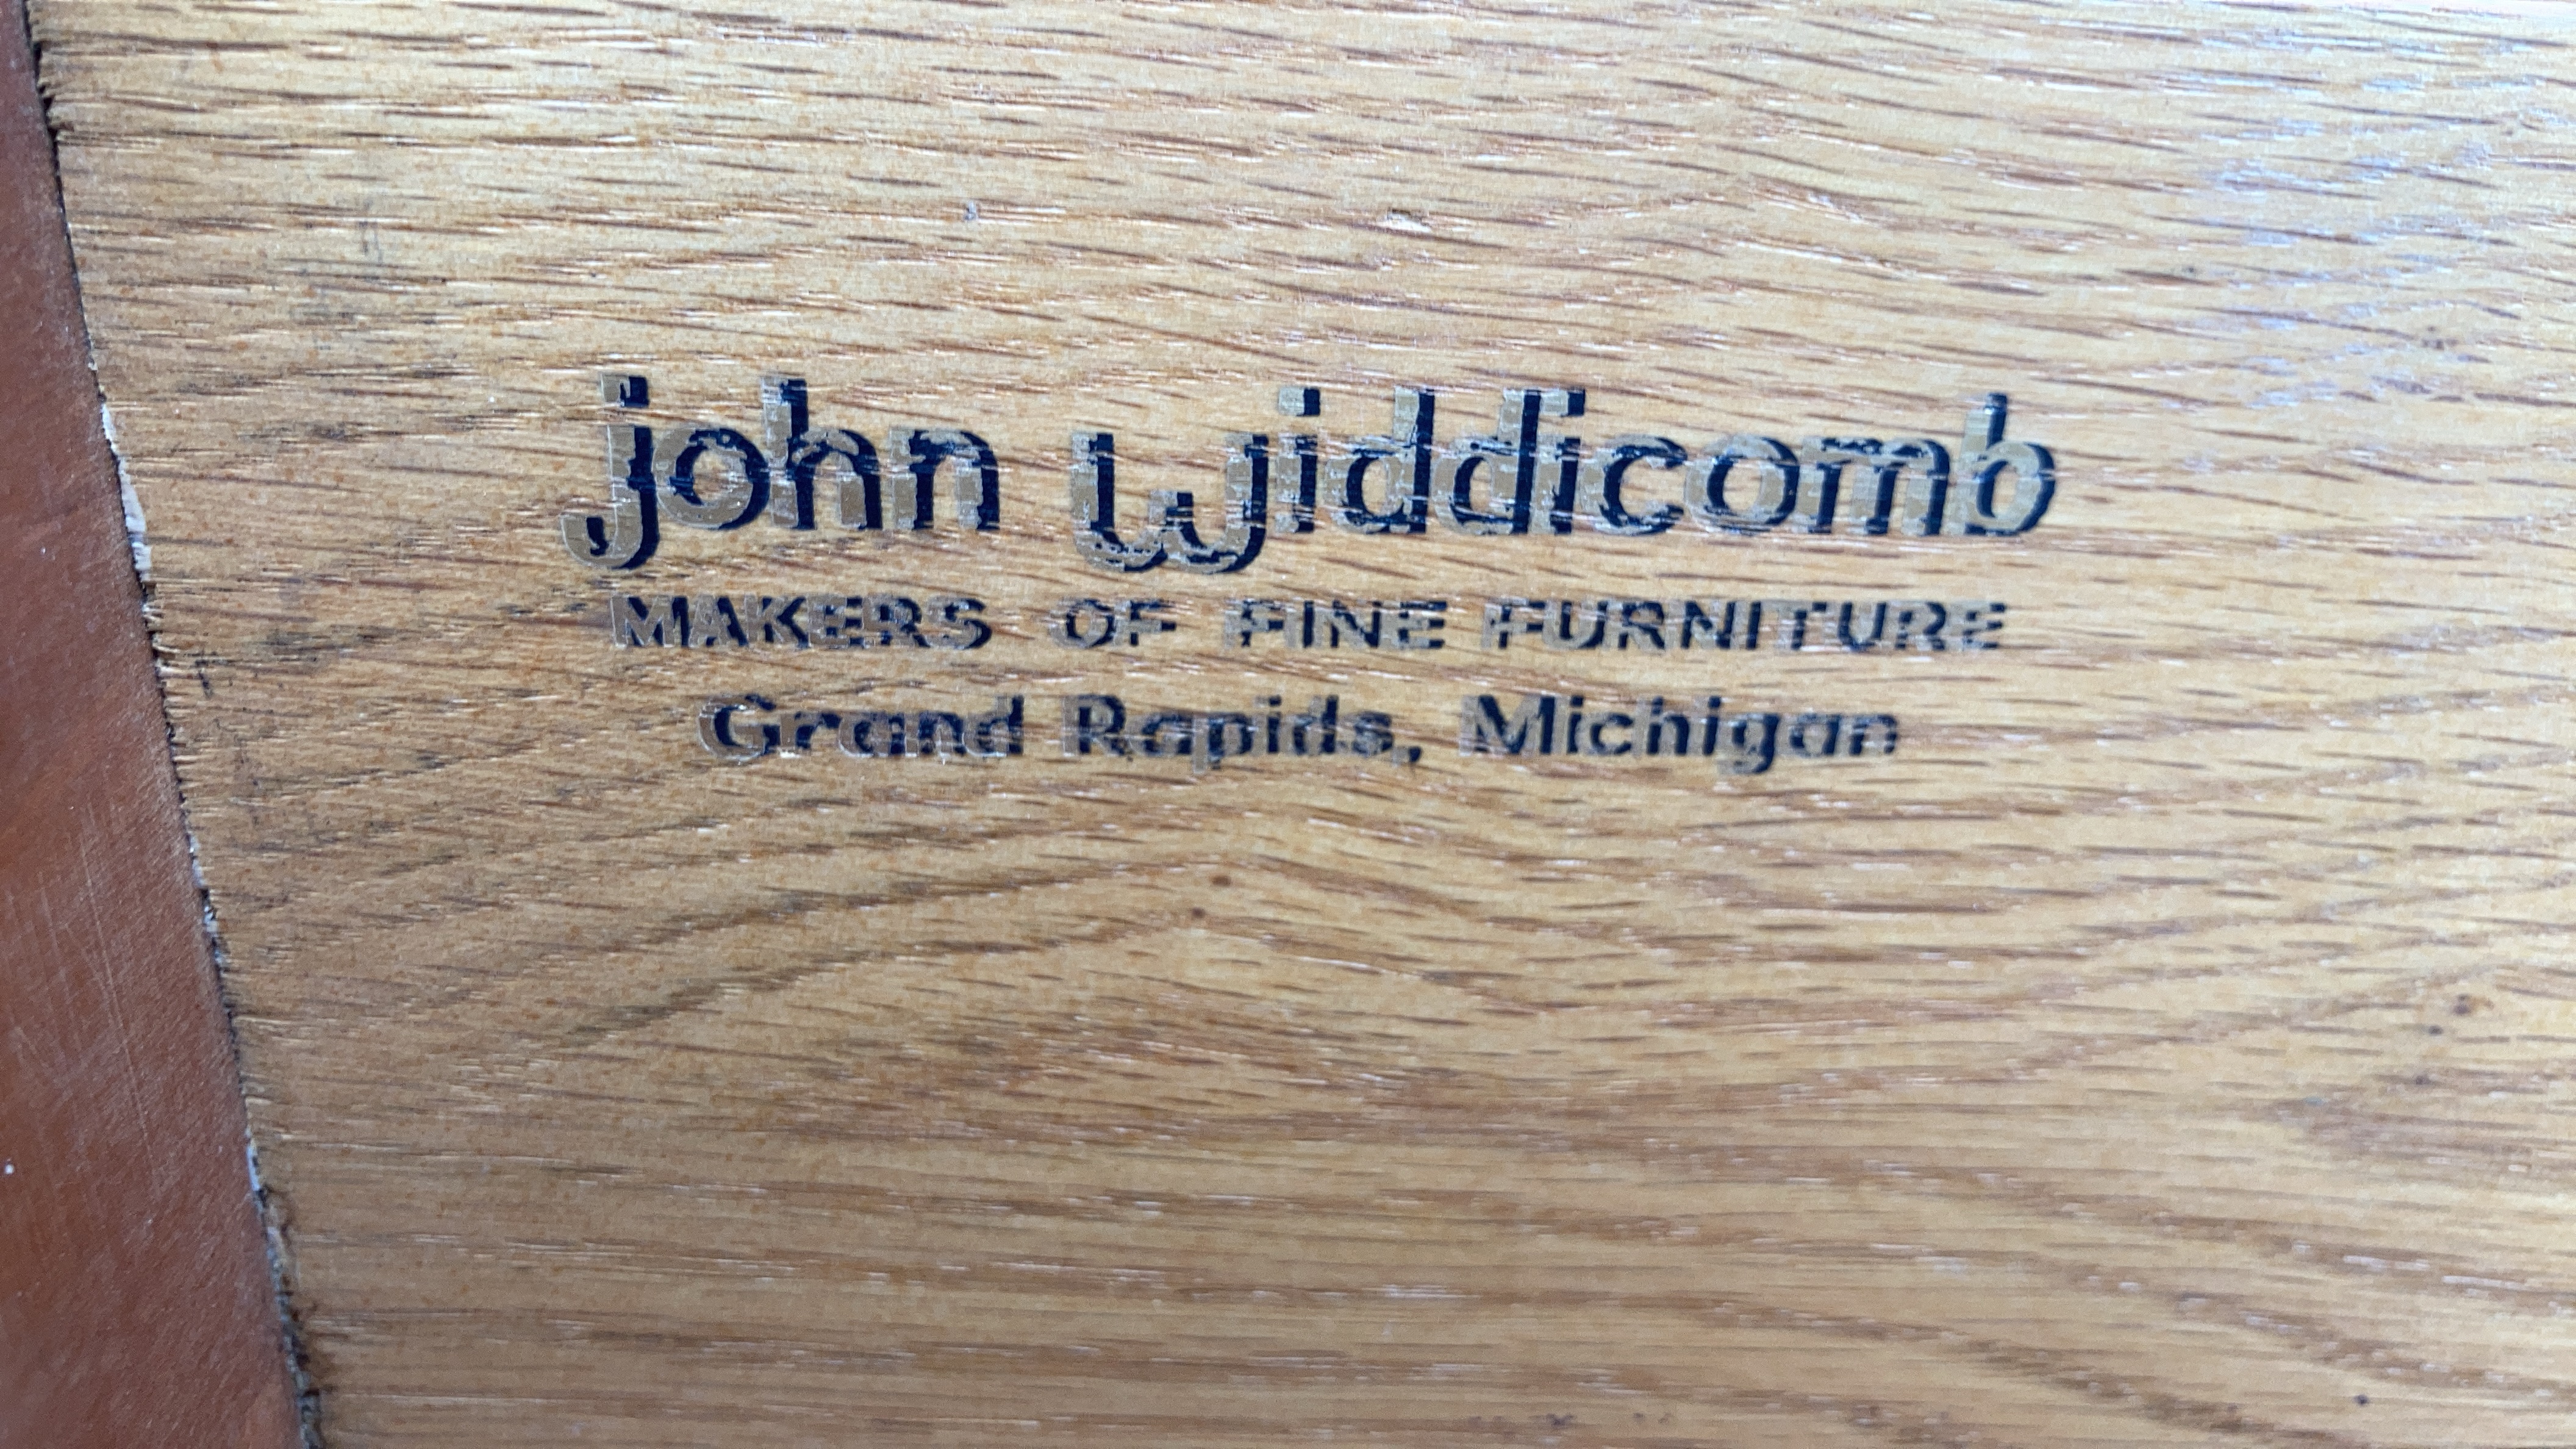 john widdicomb
MAKERS OF FINE FURNITURE
Grand Rapids, Michigan